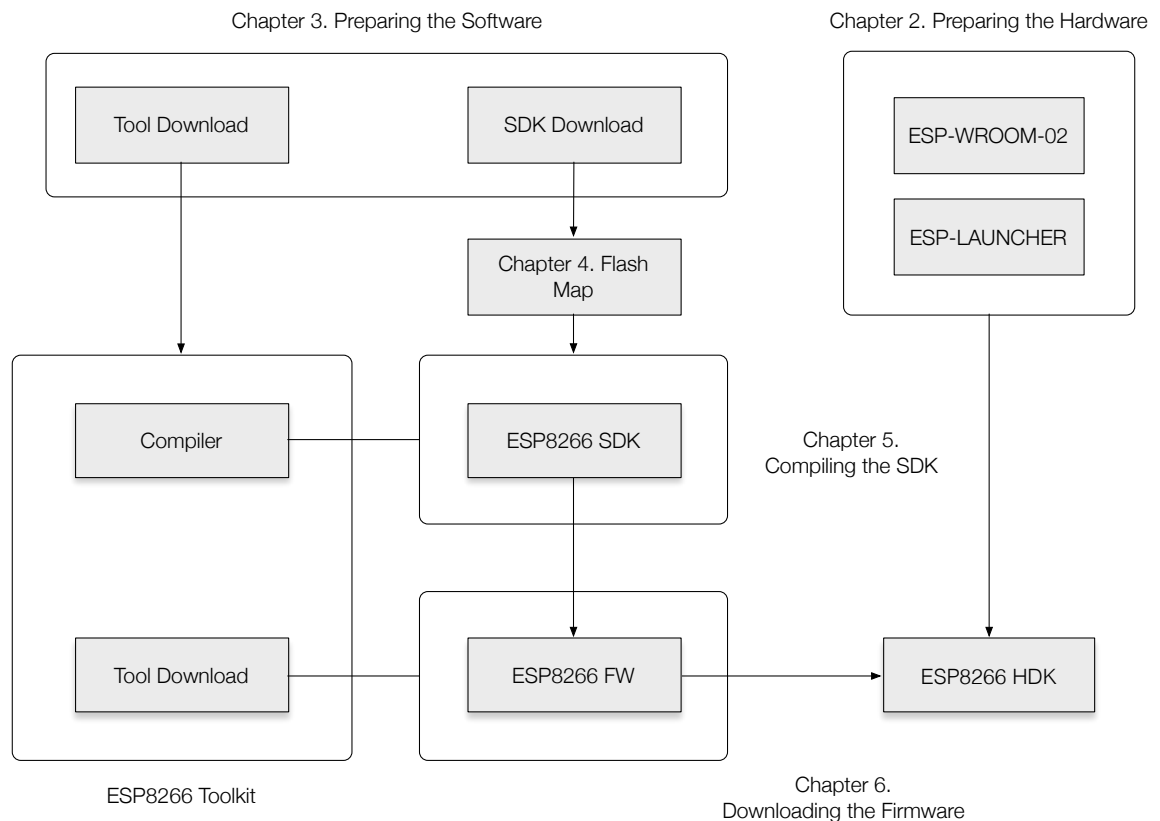 Chapter 3. Preparing the Software
Chapter 2. Preparing the Hardware
Tool Download
SDK Download
ESP-WROOM-02
ESP-LAUNCHER
Chapter 4. Flash
Map
Compiler
ESP8266 SDK
Chapter 5.
Compiling the SDK
Tool Download
ESP8266 FW
ESP8266 HDK
ESP8266 Toolkit
Chapter 6.
Downloading the Firmware